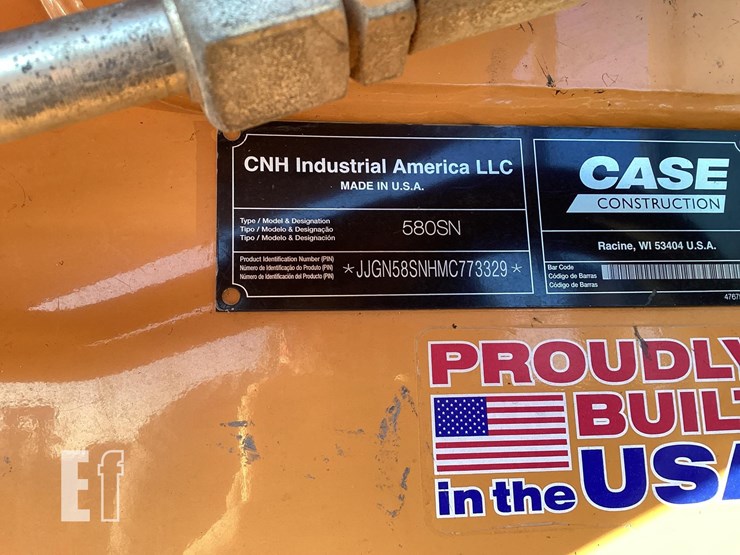 CNH Industrial America LLC
MADE IN U.S.A.
Type / Model & Designation
Tipo / Modelo & Designação
Tipo / Modelo & Designación
580SN
Product Identification Number (PIN)
Número de Identificação do Produto (PIN)
Número de Identificación del Producto (PIN)
*JJGN58SNHMC773329*
CASE
CONSTRUCTION
Racine, WI 53404 U.S.A.
Bar Code
Código de Barras
Código de Barras
PROUDLY
BUILT
in the USA
Ef